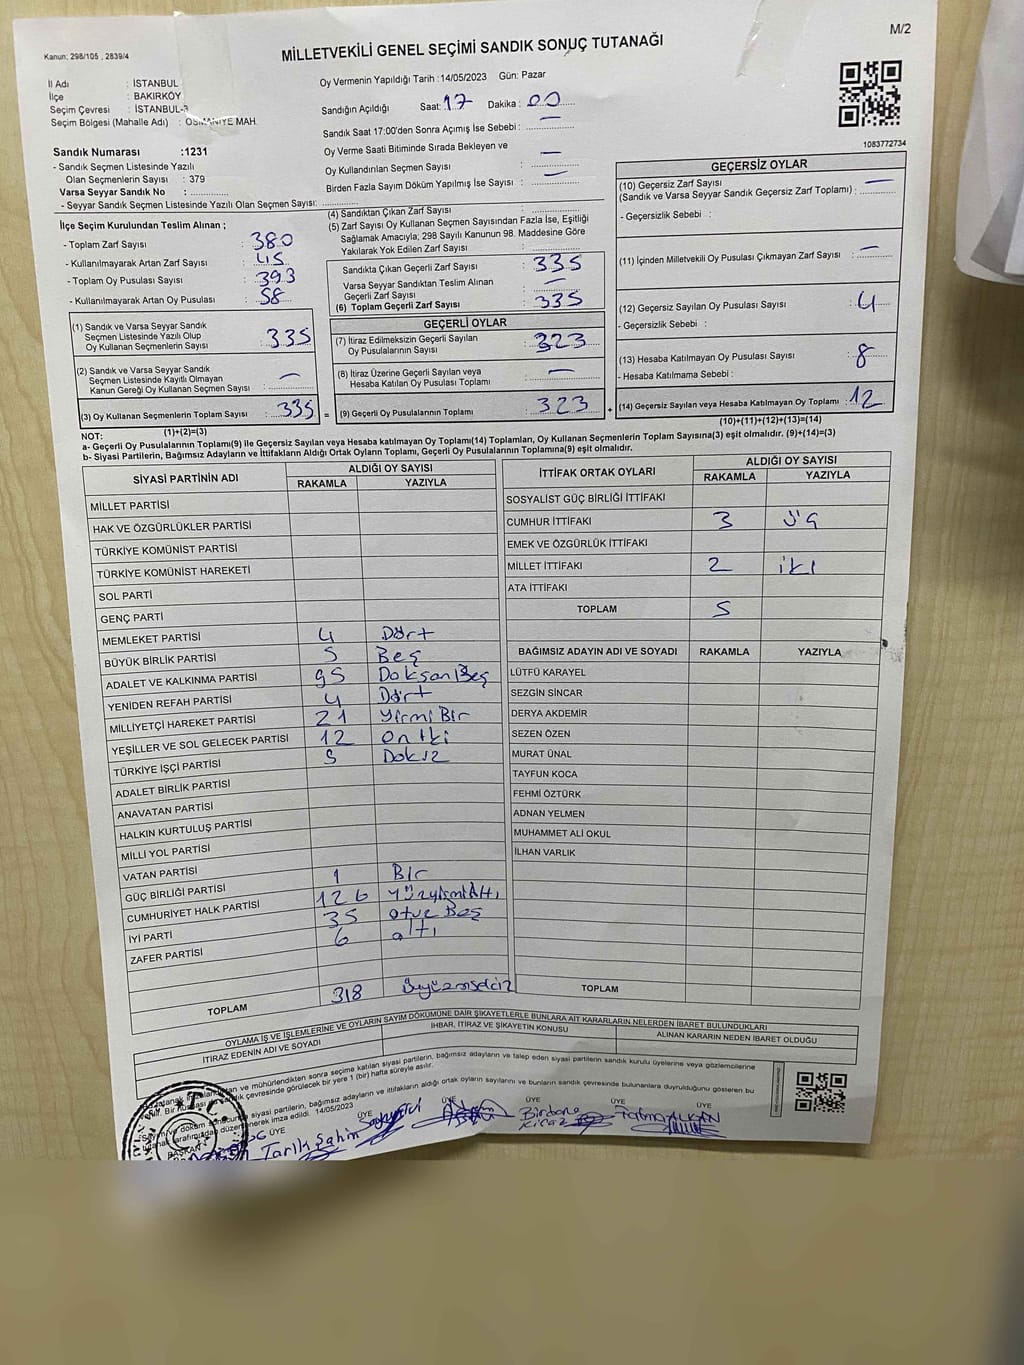 M/2
Kanun; 298/105 , 2839/4
MİLLETVEKİLİ GENEL SEÇİMİ SANDIK SONUÇ TUTANAĞI
İl Adı : İSTANBUL
İlçe : BAKIRKÖY
Seçim Çevresi : İSTANBUL-3
Seçim Bölgesi (Mahalle Adı) : OSMANİYE MAH.
Oy Vermenin Yapıldığı Tarih :14/05/2023 Gün: Pazar
Sandığın Açıldığı Saat: 17 Dakika : 00
Sandık Saat 17:00'den Sonra Açımış İse Sebebi : —
Oy Verme Saati Bitiminde Sırada Bekleyen ve
Oy Kullandırılan Seçmen Sayısı : —
Birden Fazla Sayım Döküm Yapılmış İse Sayısı : —
1083772734
Sandık Numarası :1231
- Sandık Seçmen Listesinde Yazılı
Olan Seçmenlerin Sayısı : 379
Varsa Seyyar Sandık No :
- Seyyar Sandık Seçmen Listesinde Yazılı Olan Seçmen Sayısı:
İlçe Seçim Kurulundan Teslim Alınan ;
- Toplam Zarf Sayısı : 380
- Kullanılmayarak Artan Zarf Sayısı : 45
- Toplam Oy Pusulası Sayısı : 393
- Kullanılmayarak Artan Oy Pusulası : 58
(1) Sandık ve Varsa Seyyar Sandık
Seçmen Listesinde Yazılı Olup
Oy Kullanan Seçmenlerin Sayısı : 335
(2) Sandık ve Varsa Seyyar Sandık
Seçmen Listesinde Kayıtlı Olmayan
Kanun Gereği Oy Kullanan Seçmen Sayısı : —
(3) Oy Kullanan Seçmenlerin Toplam Sayısı : 335 =
(1)+(2)=(3)
(4) Sandıktan Çıkan Zarf Sayısı :
(5) Zarf Sayısı Oy Kullanan Seçmen Sayısından Fazla İse, Eşitliği
Sağlamak Amacıyla; 298 Sayılı Kanunun 98. Maddesine Göre
Yakılarak Yok Edilen Zarf Sayısı :
Sandıkta Çıkan Geçerli Zarf Sayısı : 335
Varsa Seyyar Sandıktan Teslim Alınan
Geçerli Zarf Sayısı : —
(6) Toplam Geçerli Zarf Sayısı : 335
GEÇERLİ OYLAR
(7) İtiraz Edilmeksizin Geçerli Sayılan
Oy Pusulalarının Sayısı : 323
(8) İtiraz Üzerine Geçerli Sayılan veya
Hesaba Katılan Oy Pusulası Toplamı : —
(9) Geçerli Oy Pusulalarının Toplamı : 323 +
GEÇERSİZ OYLAR
(10) Geçersiz Zarf Sayısı
(Sandık ve Varsa Seyyar Sandık Geçersiz Zarf Toplamı) : —
- Geçersizlik Sebebi :
(11) İçinden Milletvekili Oy Pusulası Çıkmayan Zarf Sayısı : —
(12) Geçersiz Sayılan Oy Pusulası Sayısı : 4
- Geçersizlik Sebebi :
(13) Hesaba Katılmayan Oy Pusulası Sayısı : 8
- Hesaba Katılmama Sebebi :
(14) Geçersiz Sayılan veya Hesaba Katılmayan Oy Toplamı : 12
(10)+(11)+(12)+(13)=(14)
NOT:
a- Geçerli Oy Pusulalarının Toplamı(9) ile Geçersiz Sayılan veya Hesaba katılmayan Oy Toplamı(14) Toplamları, Oy Kullanan Seçmenlerin Toplam Sayısına(3) eşit olmalıdır. (9)+(14)=(3)
b- Siyasi Partilerin, Bağımsız Adayların ve İttifakların Aldığı Ortak Oyların Toplamı, Geçerli Oy Pusulalarının Toplamına(9) eşit olmalıdır.
SİYASİ PARTİNİN ADI ALDIĞI OY SAYISI
RAKAMLA YAZIYLA
MİLLET PARTİSİ
HAK VE ÖZGÜRLÜKLER PARTİSİ
TÜRKİYE KOMÜNİST PARTİSİ
TÜRKİYE KOMÜNİST HAREKETİ
SOL PARTİ
GENÇ PARTİ
MEMLEKET PARTİSİ 4 Dört
BÜYÜK BİRLİK PARTİSİ 5 Beş
ADALET VE KALKINMA PARTİSİ 95 Doksan Beş
YENİDEN REFAH PARTİSİ 4 Dört
MİLLİYETÇİ HAREKET PARTİSİ 21 Yirmi Bir
YEŞİLLER VE SOL GELECEK PARTİSİ 12 on iki
TÜRKİYE İŞÇİ PARTİSİ 9 Dokuz
ADALET BİRLİK PARTİSİ
ANAVATAN PARTİSİ
HALKIN KURTULUŞ PARTİSİ
MİLLİ YOL PARTİSİ
VATAN PARTİSİ
GÜÇ BİRLİĞİ PARTİSİ 1 Bir
CUMHURİYET HALK PARTİSİ 126 yüzyirmiAltı
İYİ PARTİ 35 otuz Beş
ZAFER PARTİSİ 6 altı
TOPLAM 318 üçyüzonsekiz
İTTİFAK ORTAK OYLARI ALDIĞI OY SAYISI
RAKAMLA YAZIYLA
SOSYALİST GÜÇ BİRLİĞİ İTTİFAKI
CUMHUR İTTİFAKI 3 üç
EMEK VE ÖZGÜRLÜK İTTİFAKI
MİLLET İTTİFAKI 2 iki
ATA İTTİFAKI
TOPLAM 5
BAĞIMSIZ ADAYIN ADI VE SOYADI RAKAMLA YAZIYLA
LÜTFÜ KARAYEL
SEZGİN SİNCAR
DERYA AKDEMİR
SEZEN ÖZEN
MURAT ÜNAL
TAYFUN KOCA
FEHMİ ÖZTÜRK
ADNAN YELMEN
MUHAMMET ALİ OKUL
İLHAN VARLIK
TOPLAM
OYLAMA İŞ VE İŞLEMLERİNE VE OYLARIN SAYIM DÖKÜMÜNE DAİR ŞİKAYETLERLE BUNLARA AİT KARARLARIN NELERDEN İBARET BULUNDUKLARI
İTİRAZ EDENİN ADI VE SOYADI İHBAR, İTİRAZ VE ŞİKAYETİN KONUSU ALINAN KARARIN NEDEN İBARET OLDUĞU
ve mühürlendikten sonra seçime katılan siyasi partilerin, bağımsız adayların ve talep eden siyasi partilerin sandık kurulu üyelerine veya gözlemcilerine
sandık çevresinde görülecek bir yere 1 (bir) hafta süreyle asılır.
siyasi partilerin, bağımsız adayların ve ittifakların aldığı ortak oyların sayılarını ve bunların sandık çevresinde bulunanlara duyrulduğunu gösteren bu
imza edildi. 14/05/2023
BAŞKAN ÜYE ÜYE ÜYE ÜYE ÜYE
Tarık Şahin
Birdane
Kiraz
Fatma ALKAN